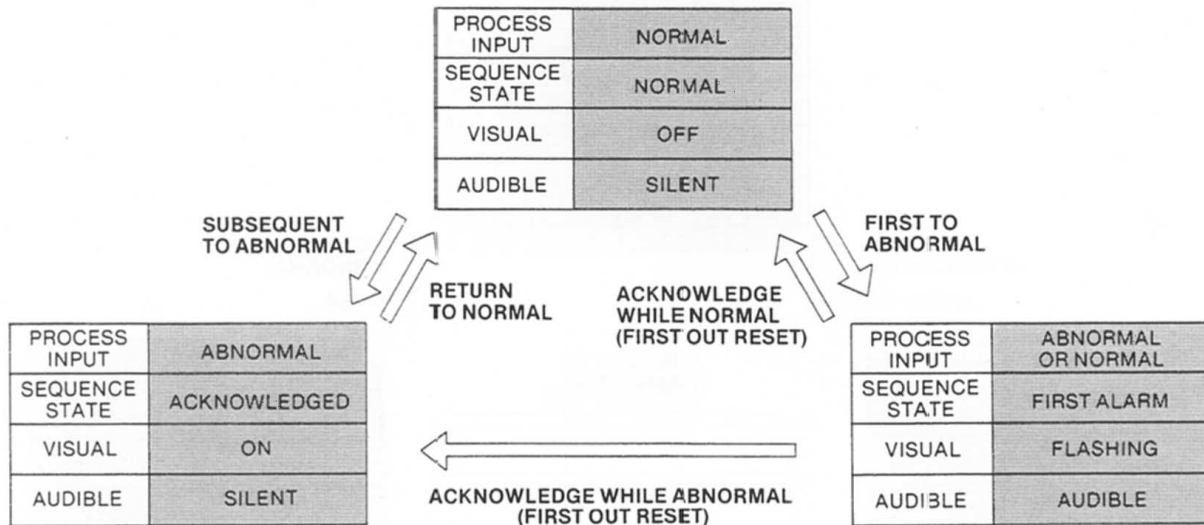 PROCESS
INPUT
NORMAL
SEQUENCE
STATE
NORMAL
VISUAL
OFF
AUDIBLE
SILENT
SUBSEQUENT
TO ABNORMAL
FIRST TO
ABNORMAL
RETURN
TO NORMAL
ACKNOWLEDGE
WHILE NORMAL
(FIRST OUT RESET)
PROCESS
INPUT
ABNORMAL
SEQUENCE
STATE
ACKNOWLEDGED
VISUAL
ON
AUDIBLE
SILENT
PROCESS
INPUT
ABNORMAL
OR NORMAL
SEQUENCE
STATE
FIRST ALARM
VISUAL
FLASHING
AUDIBLE
AUDIBLE
ACKNOWLEDGE WHILE ABNORMAL
(FIRST OUT RESET)